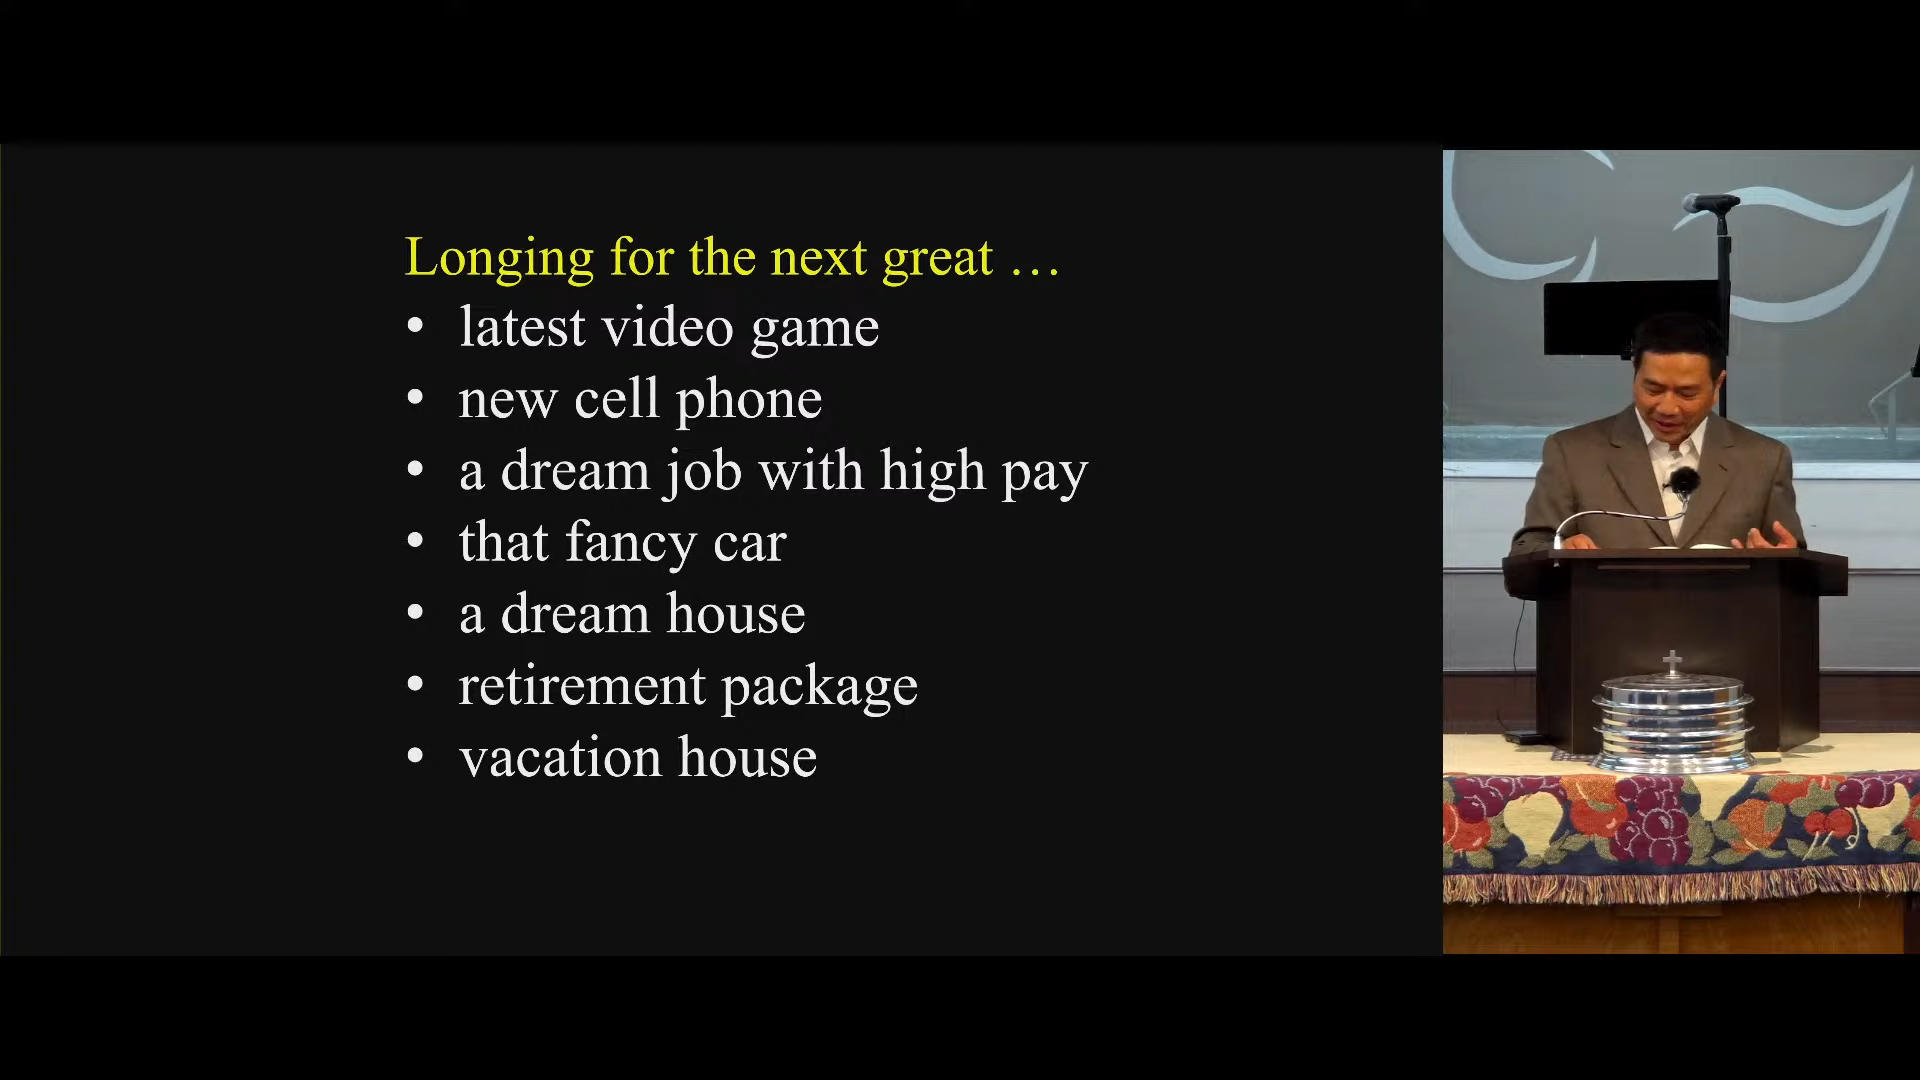 Longing for the next great …
• latest video game
• new cell phone
• a dream job with high pay
• that fancy car
• a dream house
• retirement package
• vacation house